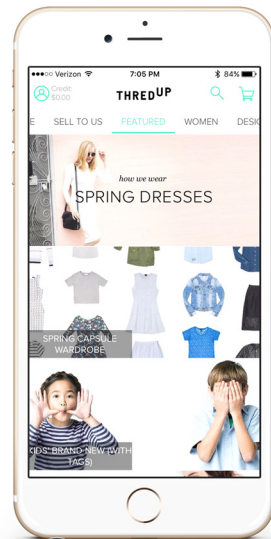 Verizon 7:05 PM 84%
Credit:
$0.00
THREDUP
E SELL TO US FEATURED WOMEN DESIG
how we wear
SPRING DRESSES
SPRING CAPSULE
WARDROBE
KIDS' BRAND NEW (WITH
TAGS)